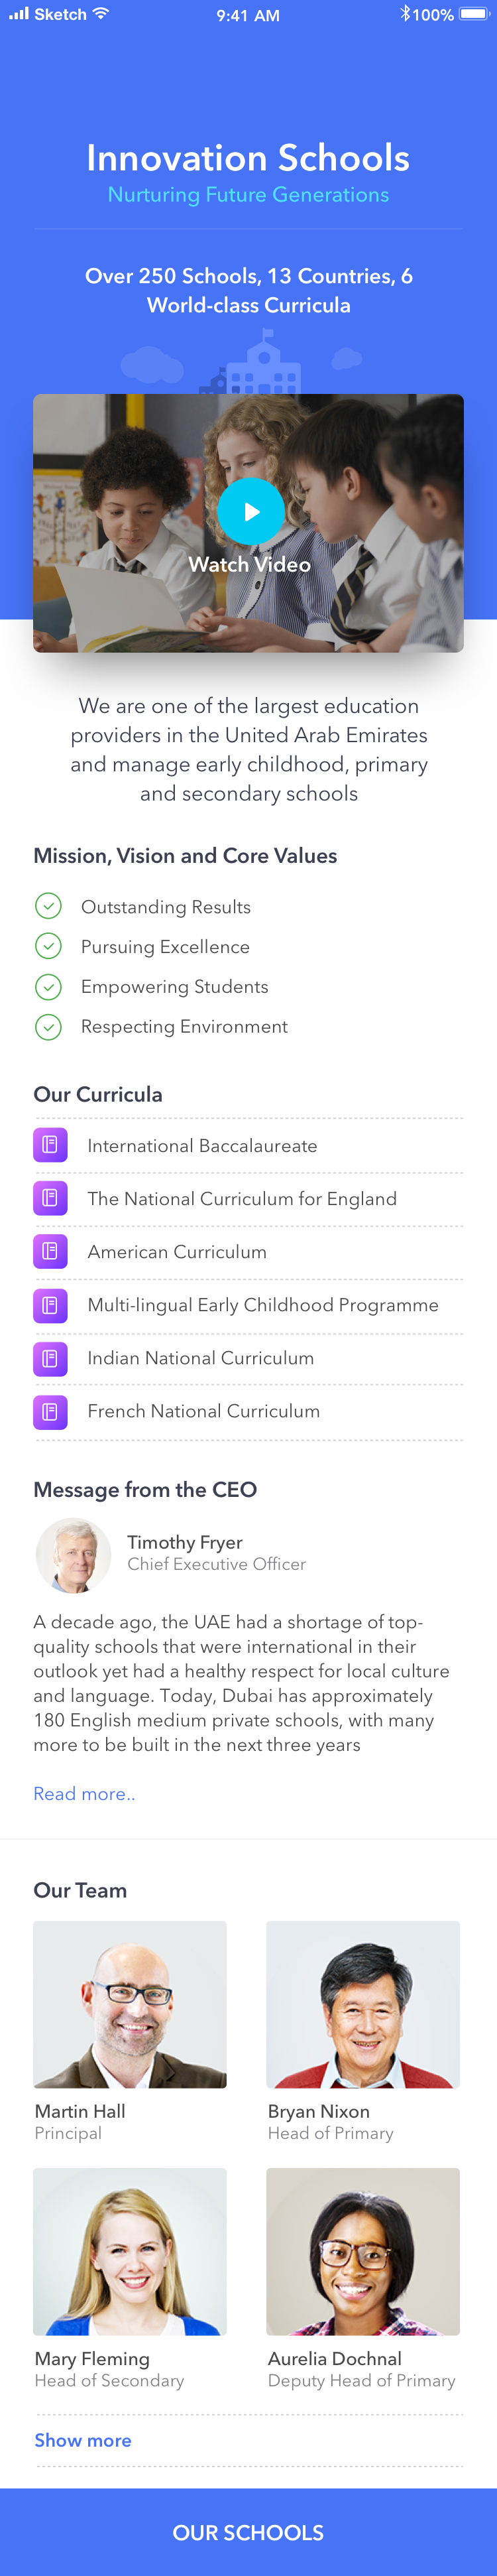 Sketch
9:41 AM
100%
Innovation Schools
Nurturing Future Generations
Over 250 Schools, 13 Countries, 6
World-class Curricula
Watch Video
We are one of the largest education
providers in the United Arab Emirates
and manage early childhood, primary
and secondary schools
Mission, Vision and Core Values
Outstanding Results
Pursuing Excellence
Empowering Students
Respecting Environment
Our Curricula
International Baccalaureate
The National Curriculum for England
American Curriculum
Multi-lingual Early Childhood Programme
Indian National Curriculum
French National Curriculum
Message from the CEO
Timothy Fryer
Chief Executive Officer
A decade ago, the UAE had a shortage of top-
quality schools that were international in their
outlook yet had a healthy respect for local culture
and language. Today, Dubai has approximately
180 English medium private schools, with many
more to be built in the next three years
Read more..
Our Team
Martin Hall
Principal
Bryan Nixon
Head of Primary
Mary Fleming
Head of Secondary
Aurelia Dochnal
Deputy Head of Primary
Show more
OUR SCHOOLS